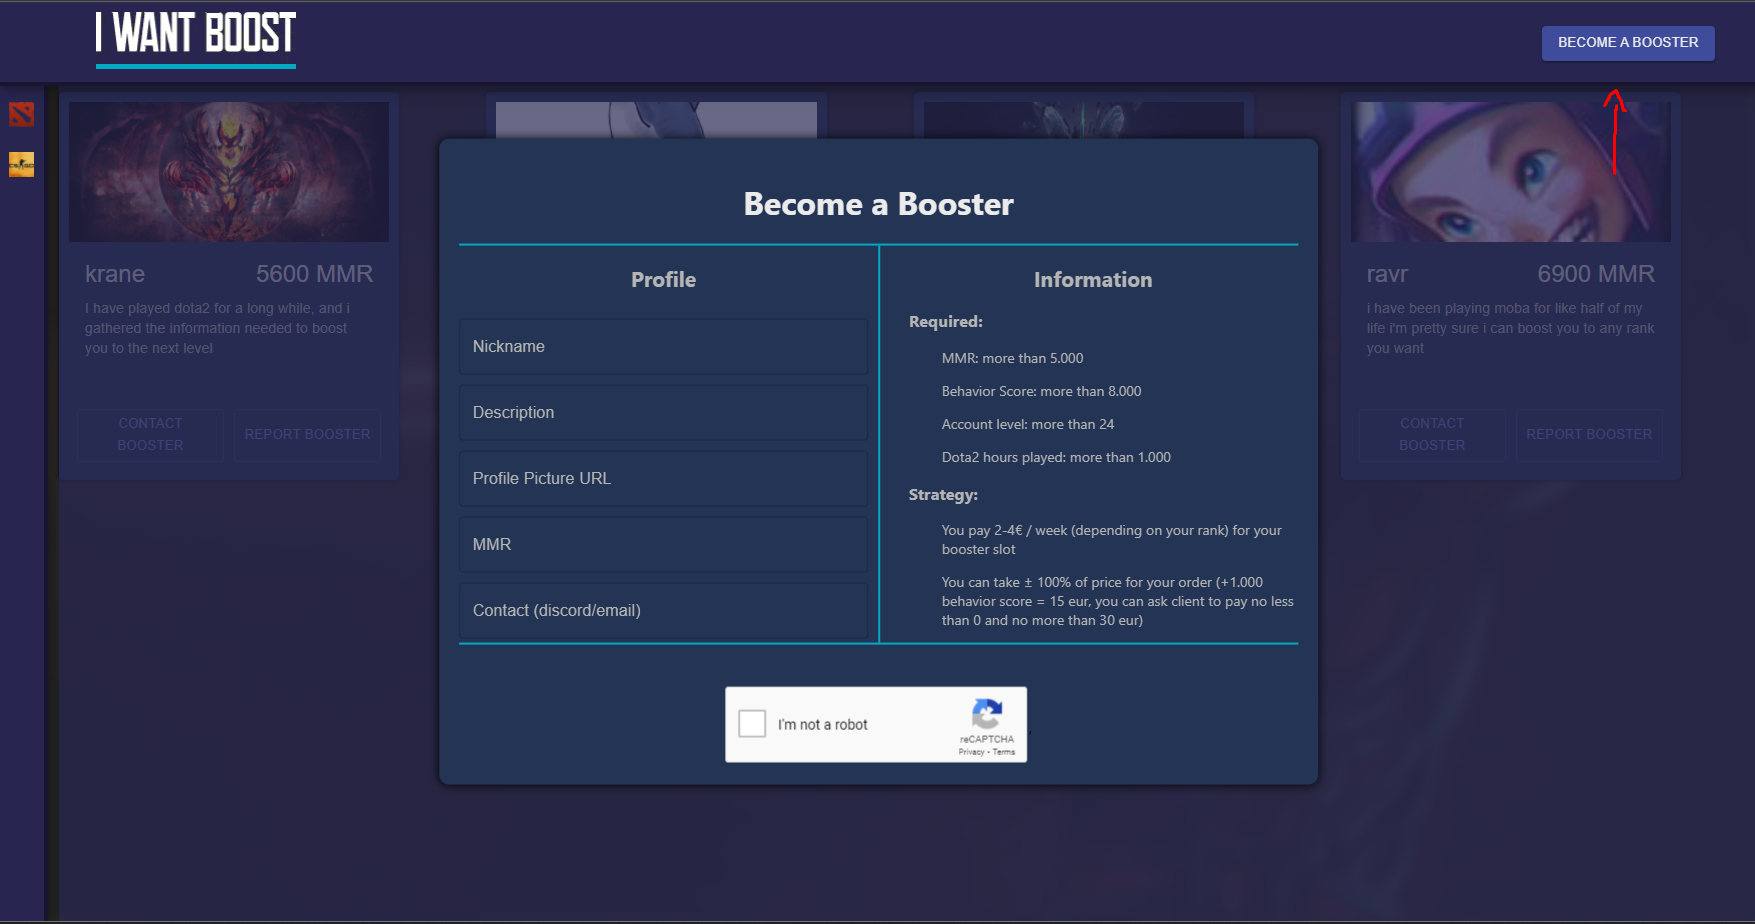 I WANT BOOST
BECOME A BOOSTER
CS:GO
krane
5600 MMR
I have played dota2 for a long while, and i
gathered the information needed to boost
you to the next level
CONTACT
BOOSTER
REPORT BOOSTER
Become a Booster
Profile
Nickname
Description
Profile Picture URL
MMR
Contact (discord/email)
Information
Required:
MMR: more than 5.000
Behavior Score: more than 8.000
Account level: more than 24
Dota2 hours played: more than 1.000
Strategy:
You pay 2-4€ / week (depending on your rank) for your
booster slot
You can take ± 100% of price for your order (+1.000
behavior score = 15 eur, you can ask client to pay no less
than 0 and no more than 30 eur)
I'm not a robot
reCAPTCHA
Privacy - Terms
ravr
6900 MMR
i have been playing moba for like half of my
life i'm pretty sure i can boost you to any rank
you want
CONTACT
BOOSTER
REPORT BOOSTER